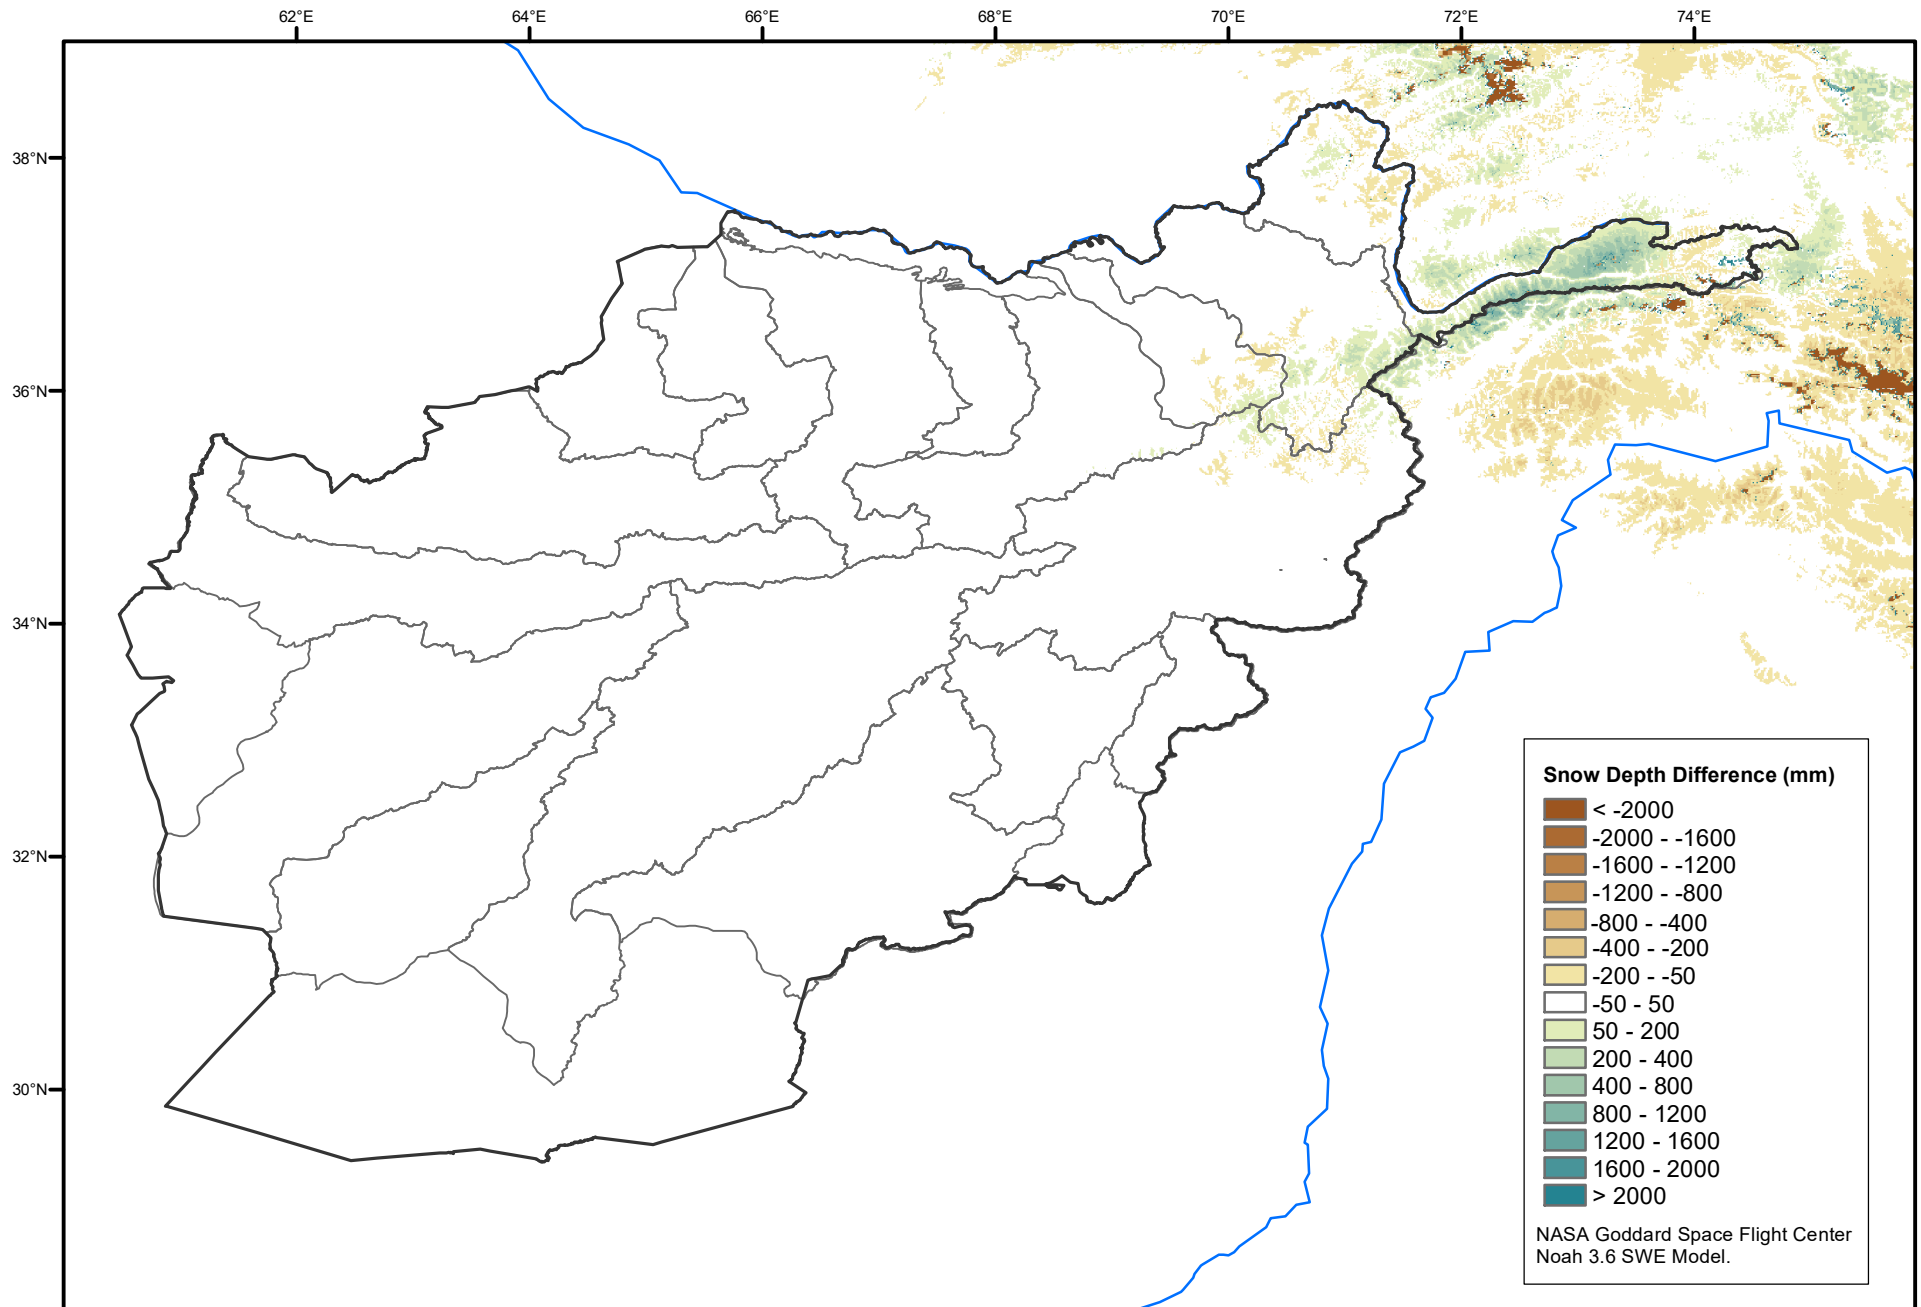 62°E 64°E 66°E 68°E 70°E 72°E 74°E
38°N
36°N
34°N
32°N
30°N
Snow Depth Difference (mm)
< -2000
-2000 - -1600
-1600 - -1200
-1200 - -800
-800 - -400
-400 - -200
-200 - -50
-50 - 50
50 - 200
200 - 400
400 - 800
800 - 1200
1200 - 1600
1600 - 2000
> 2000
NASA Goddard Space Flight Center
Noah 3.6 SWE Model.